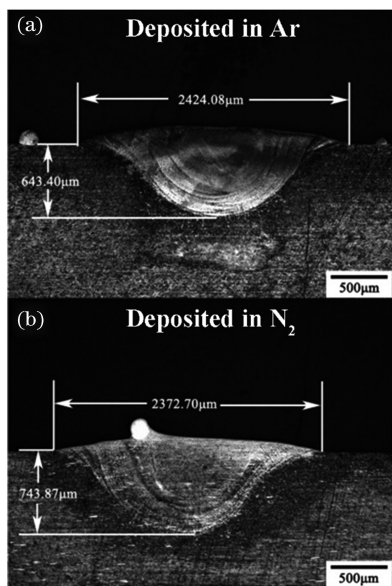 (a)
Deposited in Ar
2424.08μm
643.40μm
500μm
(b)
Deposited in N₂
2372.70μm
743.87μm
500μm